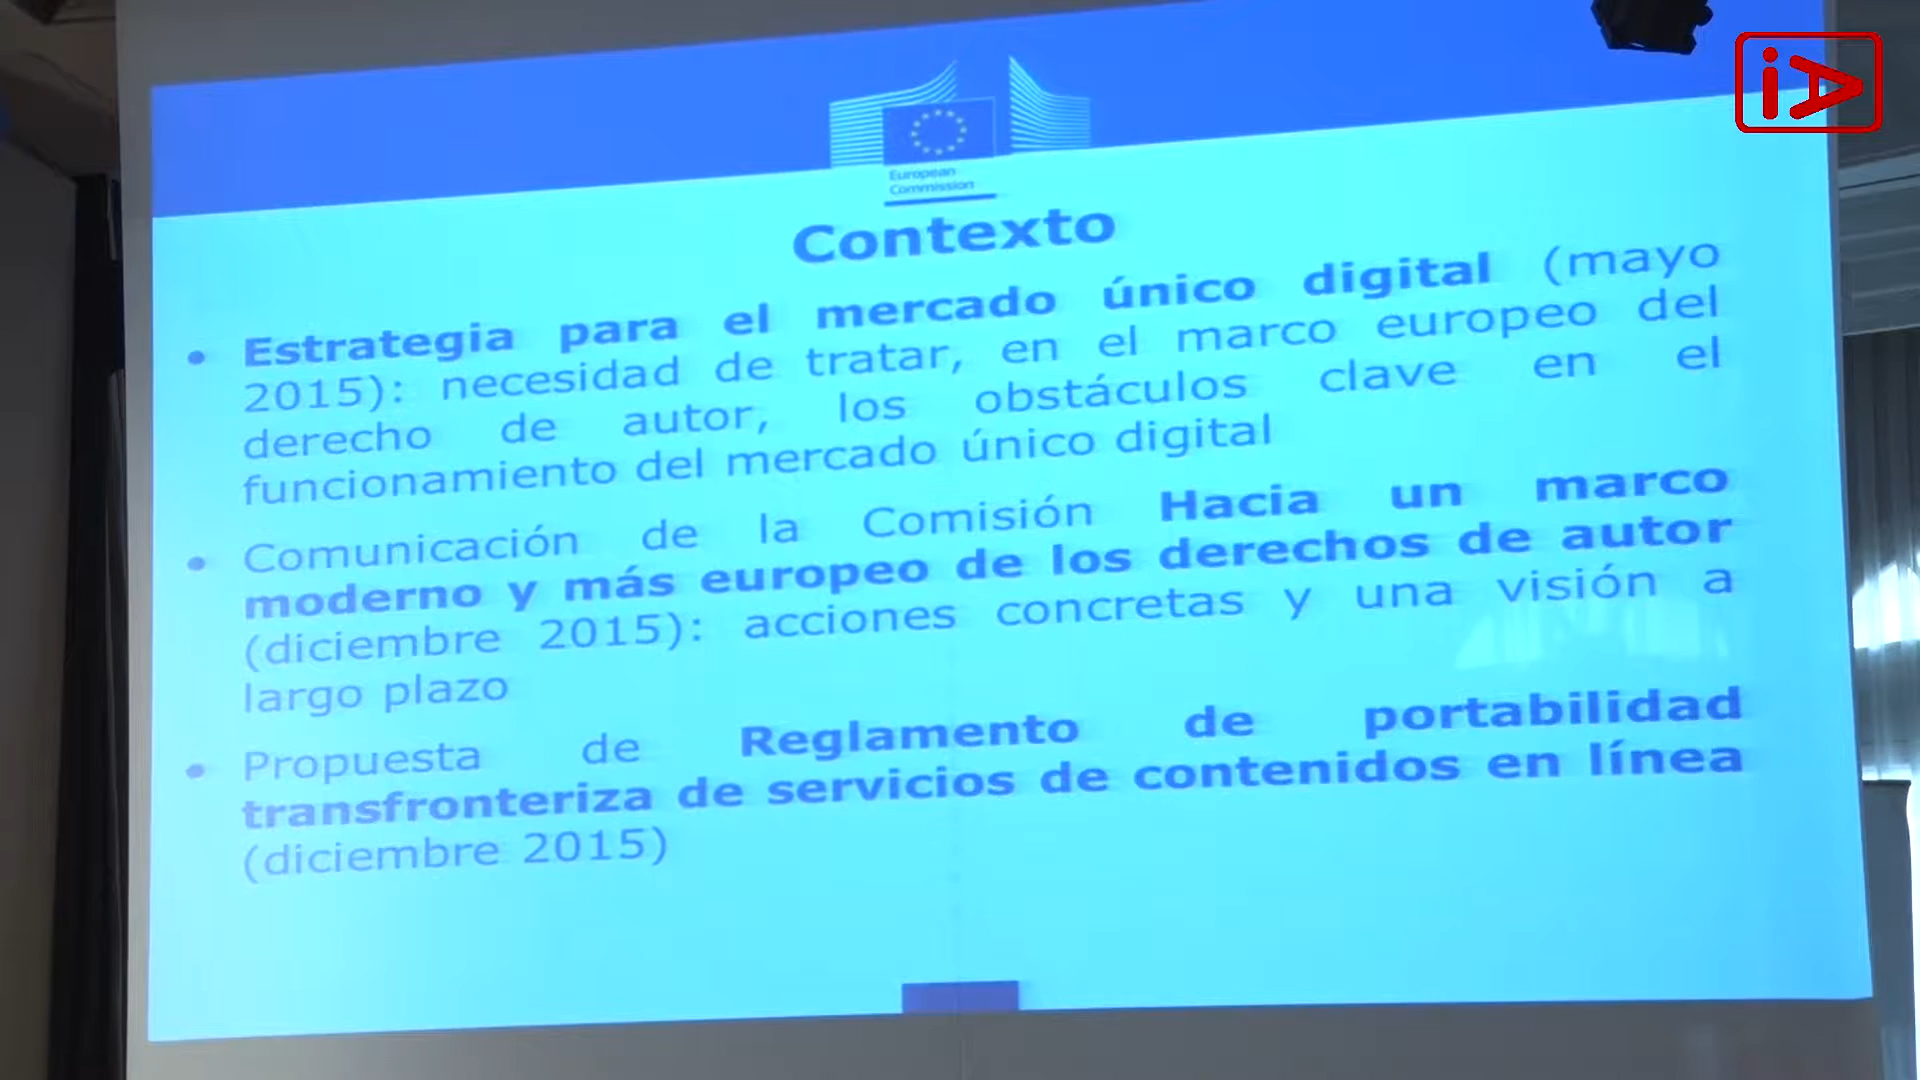 iA
European
Commission
Contexto
• Estrategia para el mercado único digital (mayo
2015): necesidad de tratar, en el marco europeo del
derecho de autor, los obstáculos clave en el
funcionamiento del mercado único digital
• Comunicación de la Comisión Hacia un marco
moderno y más europeo de los derechos de autor
(diciembre 2015): acciones concretas y una visión a
largo plazo
• Propuesta de Reglamento de portabilidad
transfronteriza de servicios de contenidos en línea
(diciembre 2015)